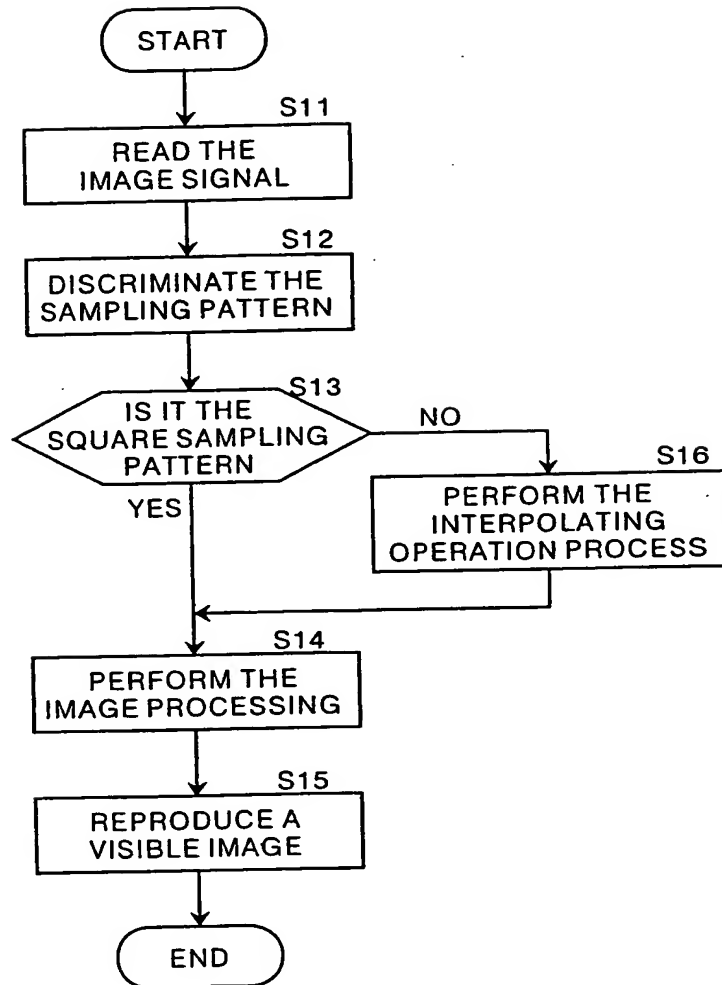 START
S11
READ THE
IMAGE SIGNAL
S12
DISCRIMINATE THE
SAMPLING PATTERN
S13
IS IT THE
SQUARE SAMPLING
PATTERN
NO
YES
S16
PERFORM THE
INTERPOLATING
OPERATION PROCESS
S14
PERFORM THE
IMAGE PROCESSING
S15
REPRODUCE A
VISIBLE IMAGE
END